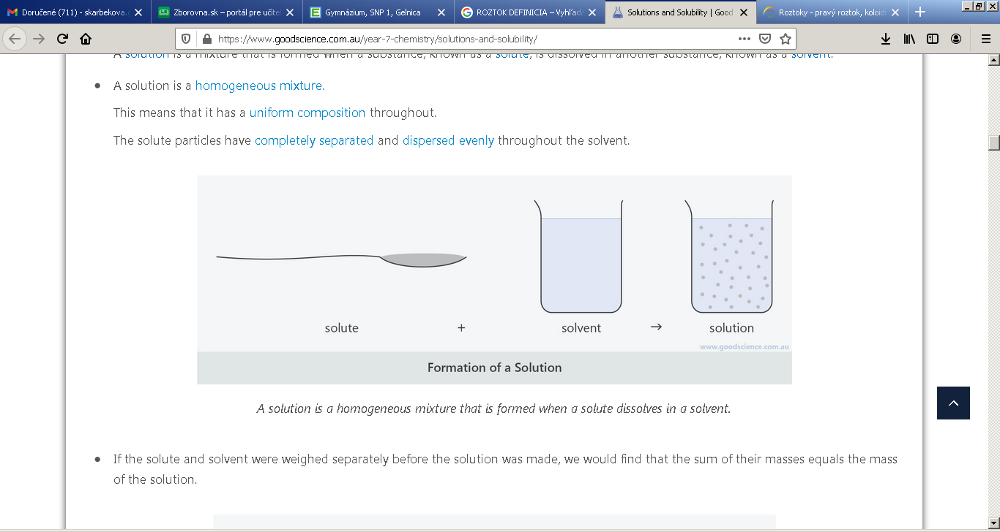 Doručené (711) - skarbekova.
Zborovna.sk – portál pre učite
Gymnázium, SNP 1, Gelnica
ROZTOK DEFINICIA – Vyhľad
Solutions and Solubility | Good
Roztoky - pravý roztok, koloid
https://www.goodscience.com.au/year-7-chemistry/solutions-and-solubility/
A solution is a mixture that is formed when a substance, known as a solute, is dissolved in another substance, known as a solvent.
A solution is a homogeneous mixture.
This means that it has a uniform composition throughout.
The solute particles have completely separated and dispersed evenly throughout the solvent.
solute + solvent → solution
www.goodscience.com.au
Formation of a Solution
A solution is a homogeneous mixture that is formed when a solute dissolves in a solvent.
If the solute and solvent were weighed separately before the solution was made, we would find that the sum of their masses equals the mass
of the solution.